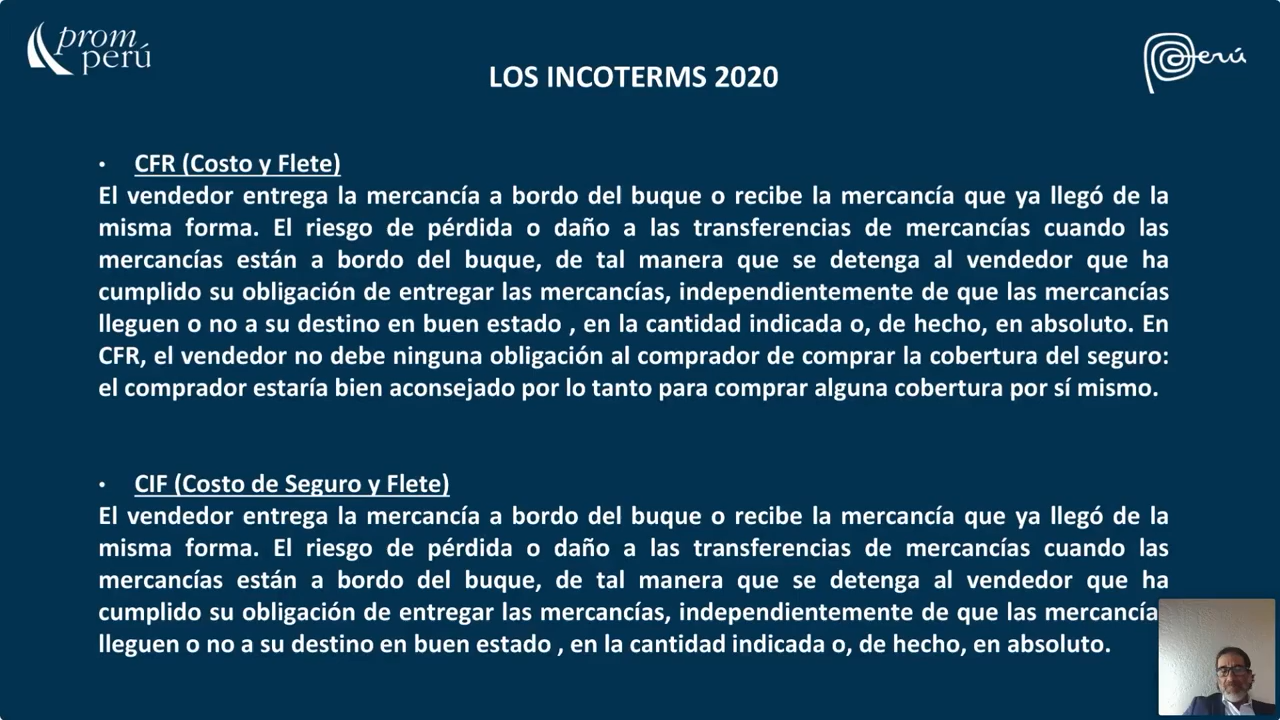 prom
perú
Perú
LOS INCOTERMS 2020
• CFR (Costo y Flete)
El vendedor entrega la mercancía a bordo del buque o recibe la mercancía que ya llegó de la
misma forma. El riesgo de pérdida o daño a las transferencias de mercancías cuando las
mercancías están a bordo del buque, de tal manera que se detenga al vendedor que ha
cumplido su obligación de entregar las mercancías, independientemente de que las mercancías
lleguen o no a su destino en buen estado , en la cantidad indicada o, de hecho, en absoluto. En
CFR, el vendedor no debe ninguna obligación al comprador de comprar la cobertura del seguro:
el comprador estaría bien aconsejado por lo tanto para comprar alguna cobertura por sí mismo.
• CIF (Costo de Seguro y Flete)
El vendedor entrega la mercancía a bordo del buque o recibe la mercancía que ya llegó de la
misma forma. El riesgo de pérdida o daño a las transferencias de mercancías cuando las
mercancías están a bordo del buque, de tal manera que se detenga al vendedor que ha
cumplido su obligación de entregar las mercancías, independientemente de que las mercancía
lleguen o no a su destino en buen estado , en la cantidad indicada o, de hecho, en absoluto.